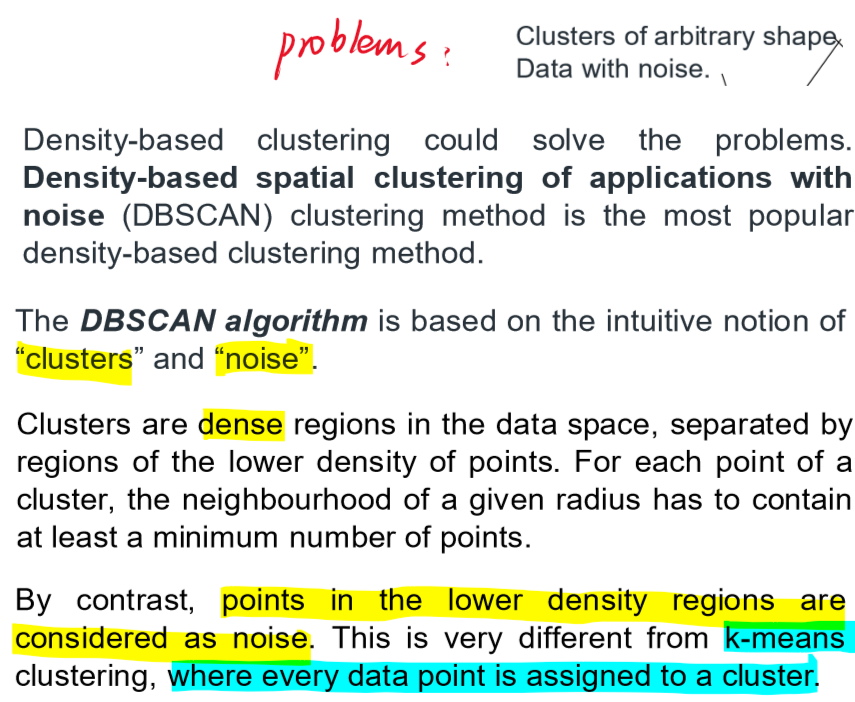 problems:
Clusters of arbitrary shape.
Data with noise.
Density-based clustering could solve the problems.
Density-based spatial clustering of applications with
noise (DBSCAN) clustering method is the most popular
density-based clustering method.
The DBSCAN algorithm is based on the intuitive notion of
“clusters” and “noise”.
Clusters are dense regions in the data space, separated by
regions of the lower density of points. For each point of a
cluster, the neighbourhood of a given radius has to contain
at least a minimum number of points.
By contrast, points in the lower density regions are
considered as noise. This is very different from k-means
clustering, where every data point is assigned to a cluster.